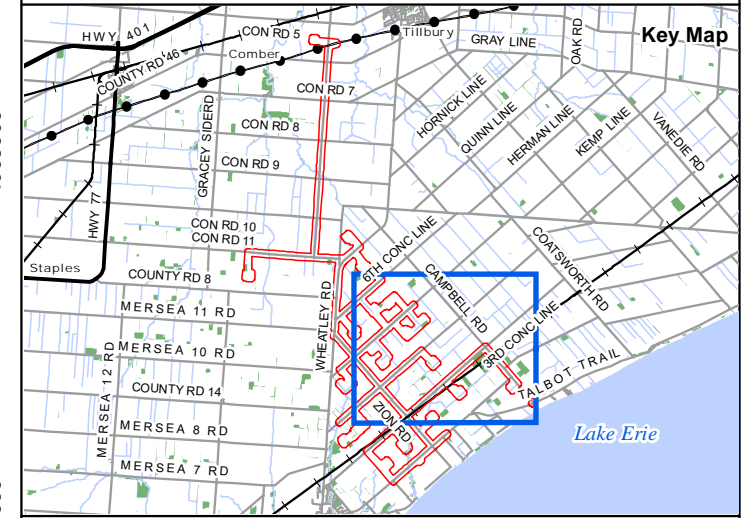 Key Map
HWY 401
CON RD 5
Tillbury
GRAY LINE
OAK RD
Comber
COUNTY RD 46
CON RD 7
HORNICK LINE
QUINN LINE
HERMAN LINE
KEMP LINE
VANEDIE RD
GRACEY SIDERD
CON RD 8
CON RD 9
HWY 77
CON RD 10
CON RD 11
6TH CONC LINE
COATSWORTH RD
Staples
COUNTY RD 8
CAMPBELL RD
WHEATLEY RD
MERSEA 11 RD
3RD CONC LINE
MERSEA 10 RD
MERSEA 12 RD
TALBOT TRAIL
COUNTY RD 14
ZION RD
MERSEA 8 RD
Lake Erie
MERSEA 7 RD